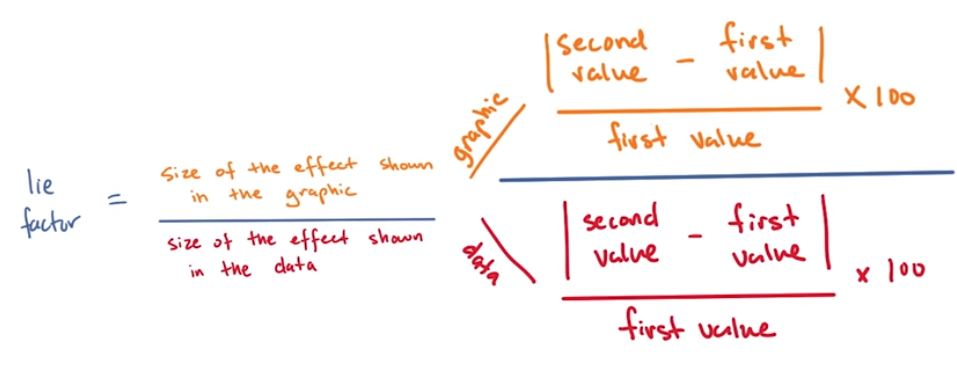 lie
factor
=
size of the effect shown
in the graphic
size of the effect shown
in the data
graphic
|second value - first value|
first value
x 100
data
|second value - first value|
first value
x 100